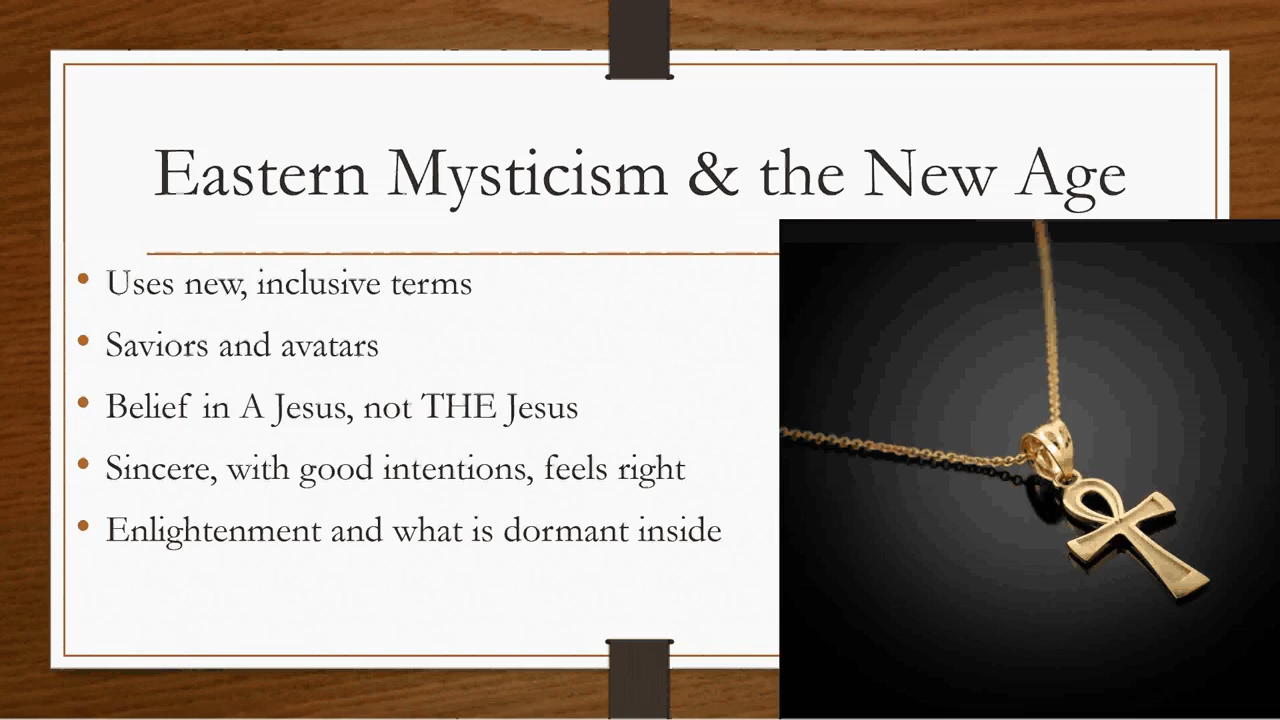 Eastern Mysticism & the New Age
• Uses new, inclusive terms
• Saviors and avatars
• Belief in A Jesus, not THE Jesus
• Sincere, with good intentions, feels right
• Enlightenment and what is dormant inside